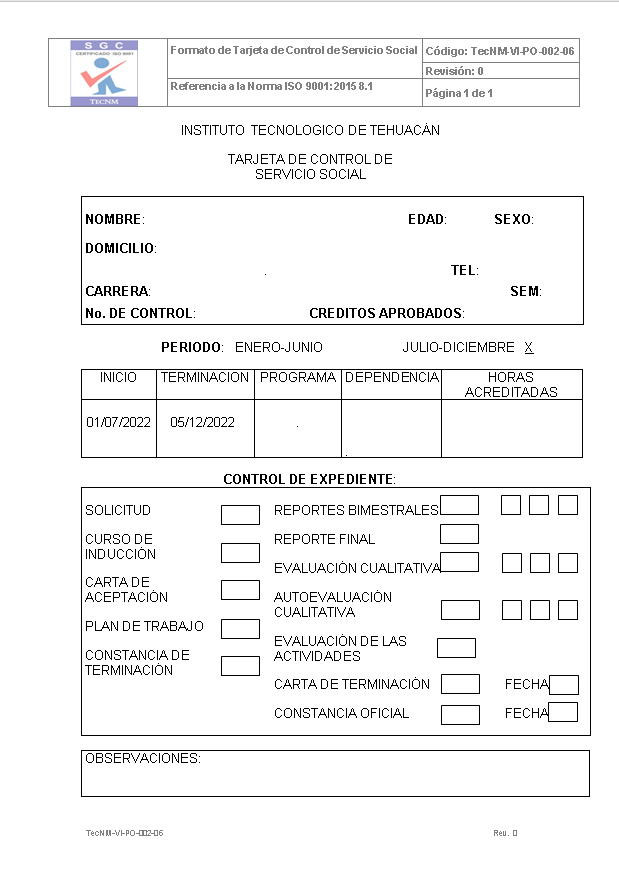 S G C
CERTIFICADO ISO 9001
TECNM
Formato de Tarjeta de Control de Servicio Social
Código: TecNM-VI-PO-002-06
Revisión: 0
Referencia a la Norma ISO 9001:2015 8.1
Página 1 de 1
INSTITUTO TECNOLOGICO DE TEHUACÁN
TARJETA DE CONTROL DE
SERVICIO SOCIAL
NOMBRE: EDAD: SEXO:
DOMICILIO:
. TEL:
CARRERA: SEM:
No. DE CONTROL: CREDITOS APROBADOS:
PERIODO: ENERO-JUNIO JULIO-DICIEMBRE X
INICIO TERMINACION PROGRAMA DEPENDENCIA HORAS
ACREDITADAS
01/07/2022 05/12/2022 .
.
CONTROL DE EXPEDIENTE:
SOLICITUD
CURSO DE
INDUCCIÓN
CARTA DE
ACEPTACIÓN
PLAN DE TRABAJO
CONSTANCIA DE
TERMINACIÓN
REPORTES BIMESTRALES
REPORTE FINAL
EVALUACIÓN CUALITATIVA
AUTOEVALUACIÓN
CUALITATIVA
EVALUACIÓN DE LAS
ACTIVIDADES
CARTA DE TERMINACIÓN FECHA
CONSTANCIA OFICIAL FECHA
OBSERVACIONES:
TecNM-VI-PO-002-06 Rev. 0